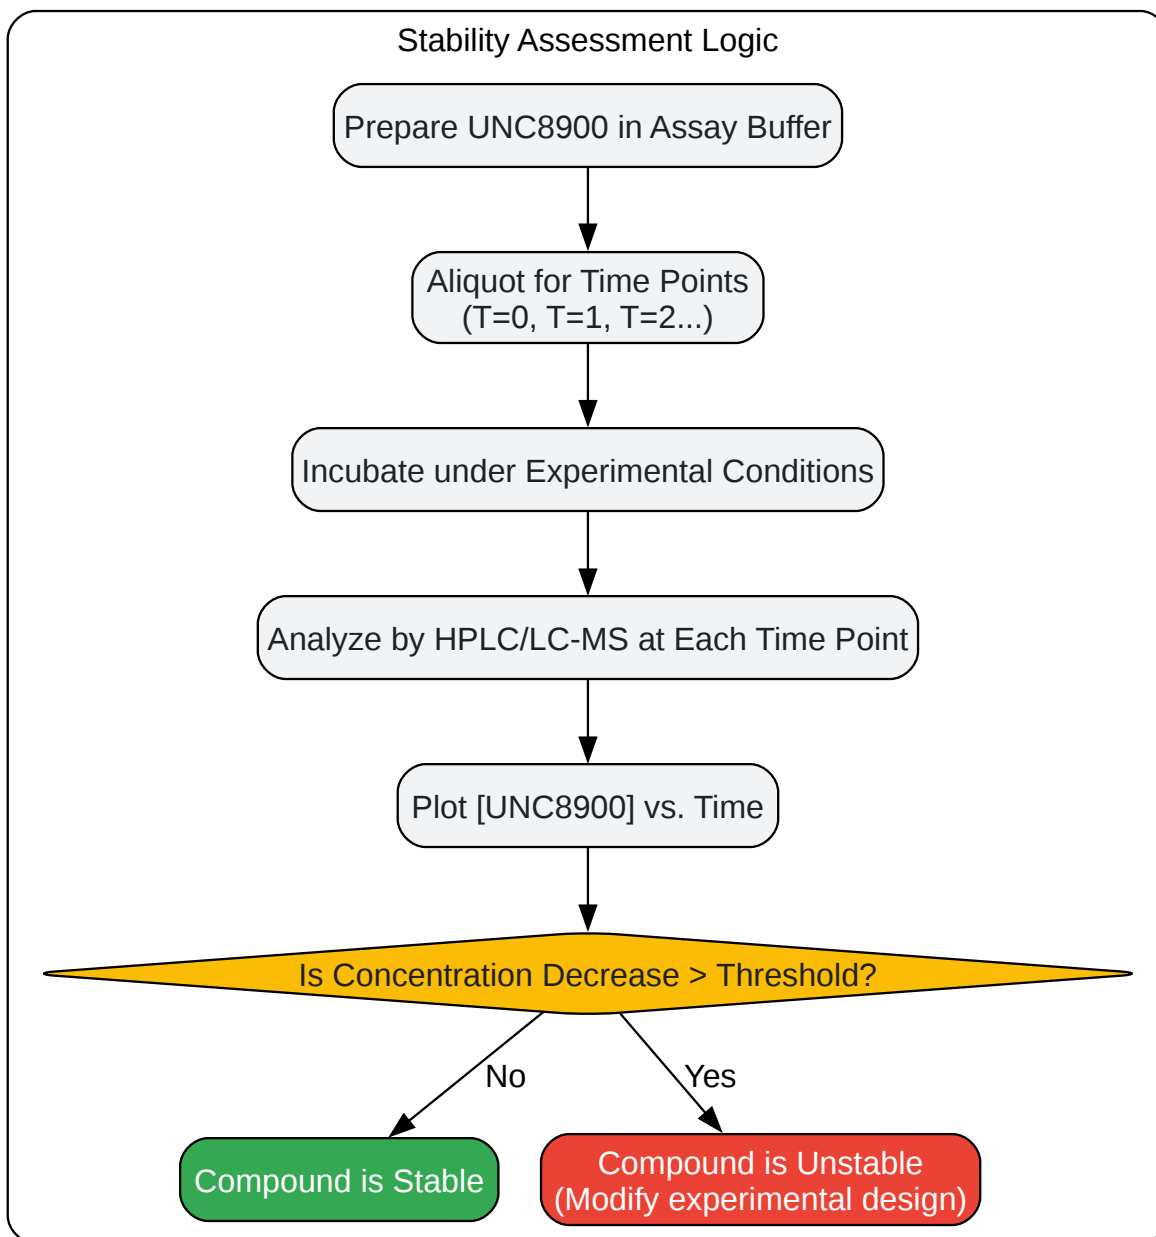 Stability Assessment Logic
Prepare UNC8900 in Assay Buffer
Aliquot for Time Points
(T=0, T=1, T=2...)
Incubate under Experimental Conditions
Analyze by HPLC/LC-MS at Each Time Point
Plot [UNC8900] vs. Time
Is Concentration Decrease > Threshold?
No
Yes
Compound is Stable
Compound is Unstable
(Modify experimental design)